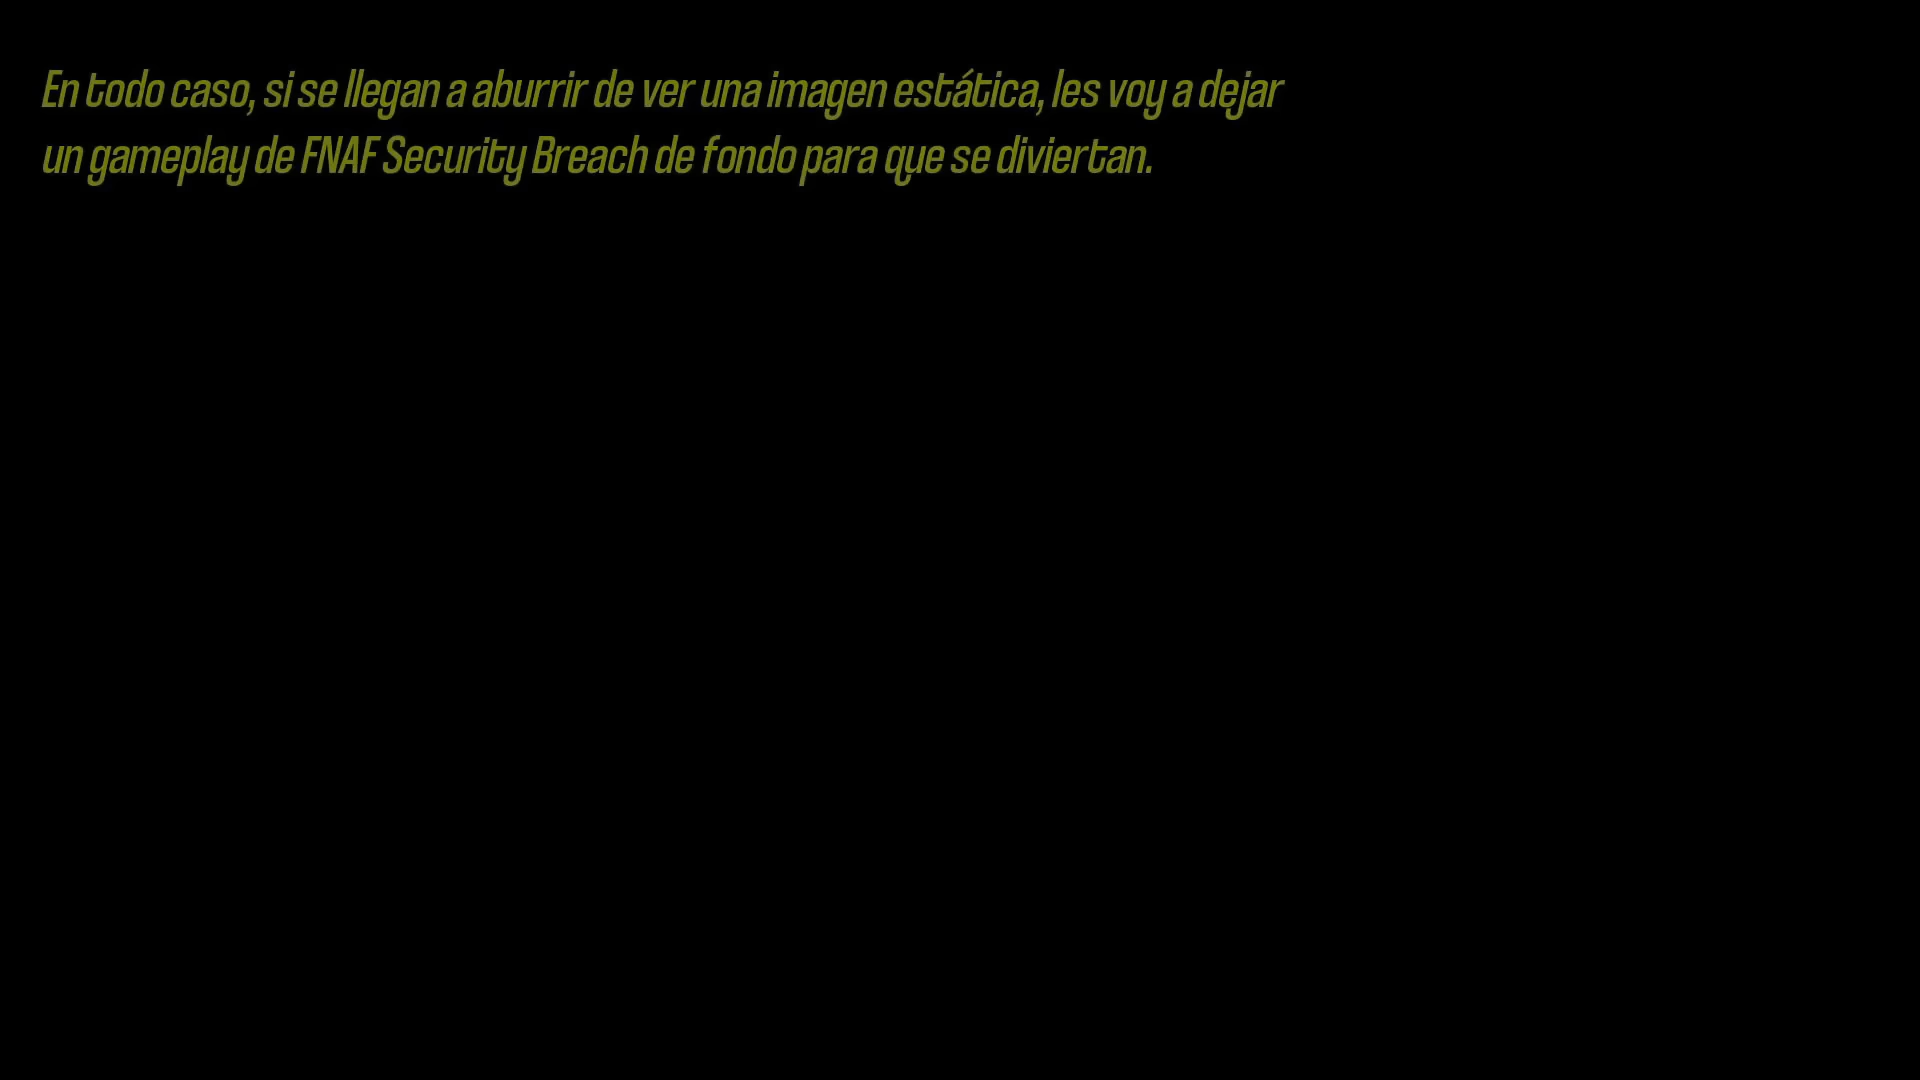 En todo caso, si se llegan a aburrir de ver una imagen estática, les voy a dejar
un gameplay de FNAF Security Breach de fondo para que se diviertan.